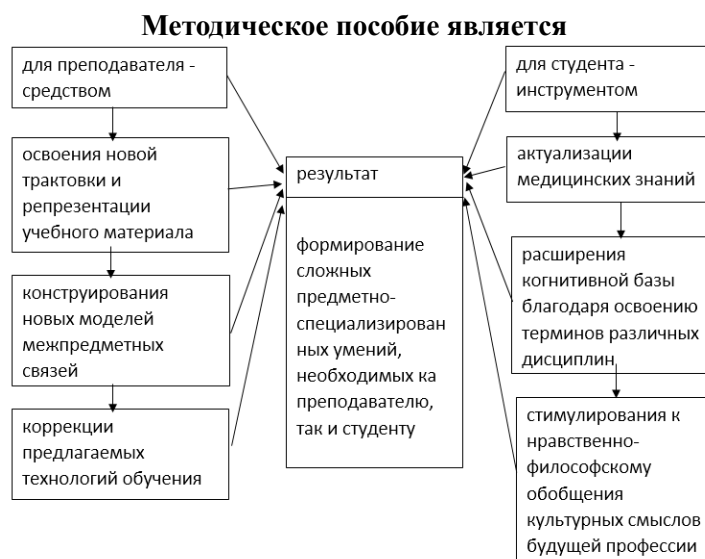 Методическое пособие является
для преподавателя -
средством
освоения новой
трактовки и
репрезентации
учебного материала
конструирования
новых моделей
межпредметных
связей
коррекции
предлагаемых
технологий обучения
результат
формирование
сложных
предметно-
специализирован
ных умений,
необходимых ка
преподавателю,
так и студенту
для студента -
инструментом
актуализации
медицинских знаний
расширения
когнитивной базы
благодаря освоению
терминов различных
дисциплин
стимулирования к
нравственно-
философскому
обобщения
культурных смыслов
будущей профессии